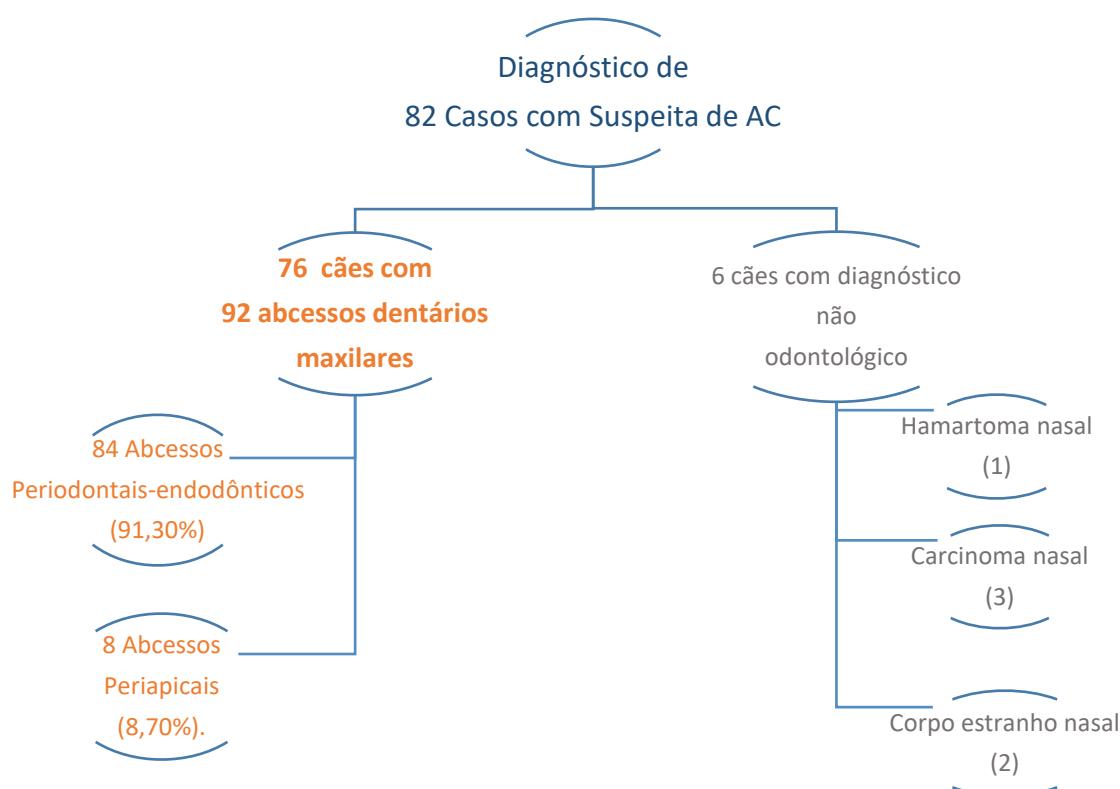 Diagnóstico de
82 Casos com Suspeita de AC
76 cães com
92 abcessos dentários
maxilares
84 Abcessos
Periodontais-endodônticos
(91,30%)
8 Abcessos
Periapicais
(8,70%).
6 cães com diagnóstico
não
odontológico
Hamartoma nasal
(1)
Carcinoma nasal
(3)
Corpo estranho nasal
(2)